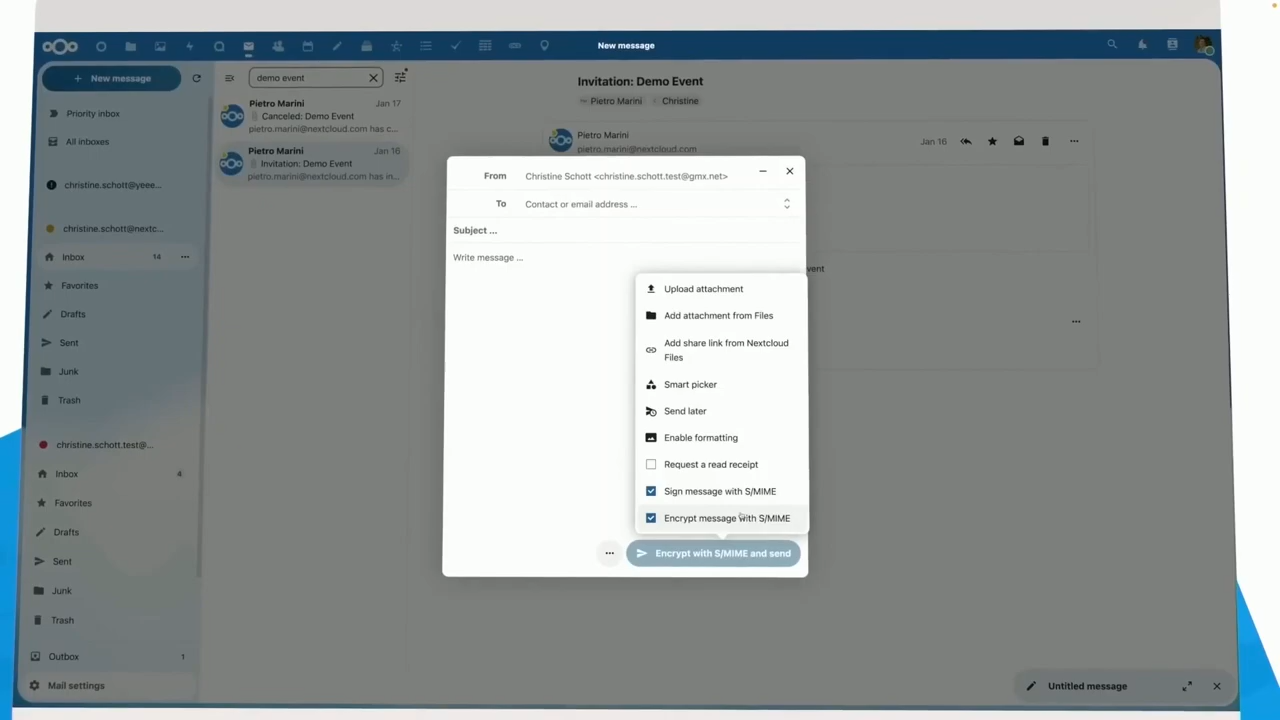 New message
New message
demo event
Priority inbox
All inboxes
christine.schott@yeee...
christine.schott@nextc...
Inbox 14
Favorites
Drafts
Sent
Junk
Trash
christine.schott.test@...
Inbox 4
Favorites
Drafts
Sent
Junk
Trash
Outbox 1
Mail settings
Pietro Marini Jan 17
Canceled: Demo Event
pietro.marini@nextcloud.com has c...
Pietro Marini Jan 16
Invitation: Demo Event
pietro.marini@nextcloud.com has in...
Invitation: Demo Event
Pietro Marini Christine
Pietro Marini
pietro.marini@nextcloud.com
Jan 16
vent
From Christine Schott <christine.schott.test@gmx.net>
To Contact or email address ...
Subject ...
Write message ...
Upload attachment
Add attachment from Files
Add share link from Nextcloud
Files
Smart picker
Send later
Enable formatting
Request a read receipt
Sign message with S/MIME
Encrypt message with S/MIME
Encrypt with S/MIME and send
Untitled message